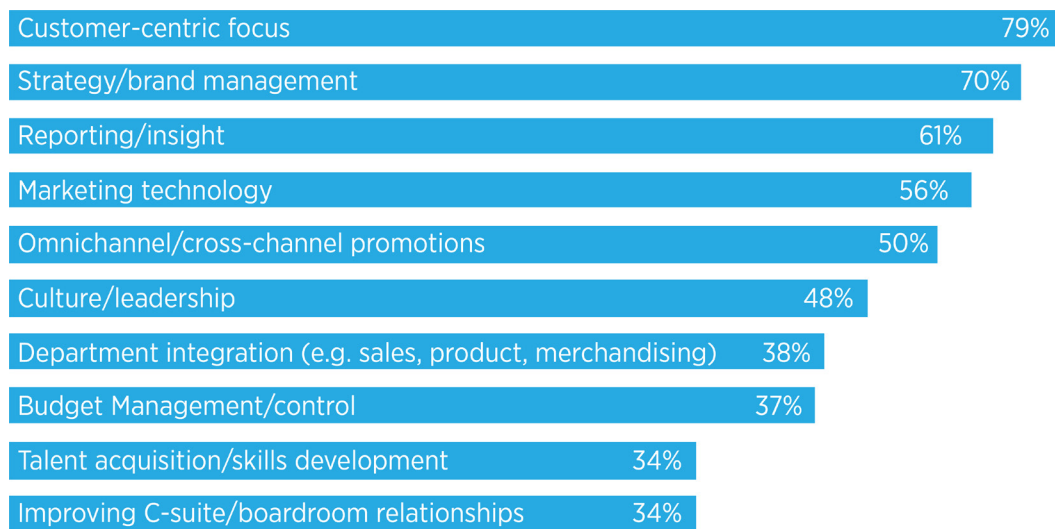 Customer-centric focus 79%
Strategy/brand management 70%
Reporting/insight 61%
Marketing technology 56%
Omnichannel/cross-channel promotions 50%
Culture/leadership 48%
Department integration (e.g. sales, product, merchandising) 38%
Budget Management/control 37%
Talent acquisition/skills development 34%
Improving C-suite/boardroom relationships 34%